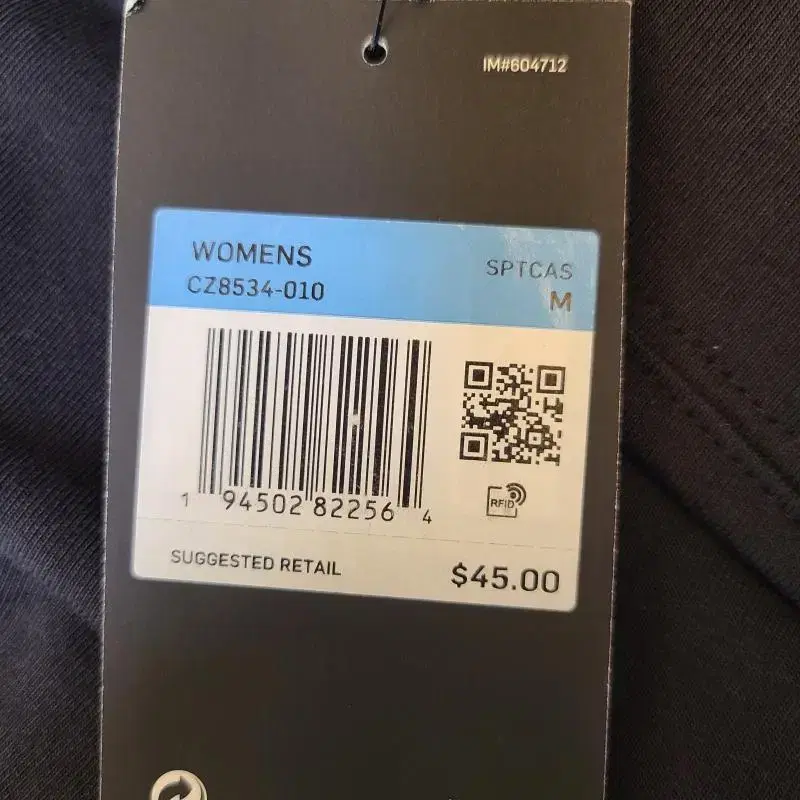 IM#604712
WOMENS
CZ8534-010
SPTCAS
M
1 94502 82256 4
RFID
SUGGESTED RETAIL
$45.00